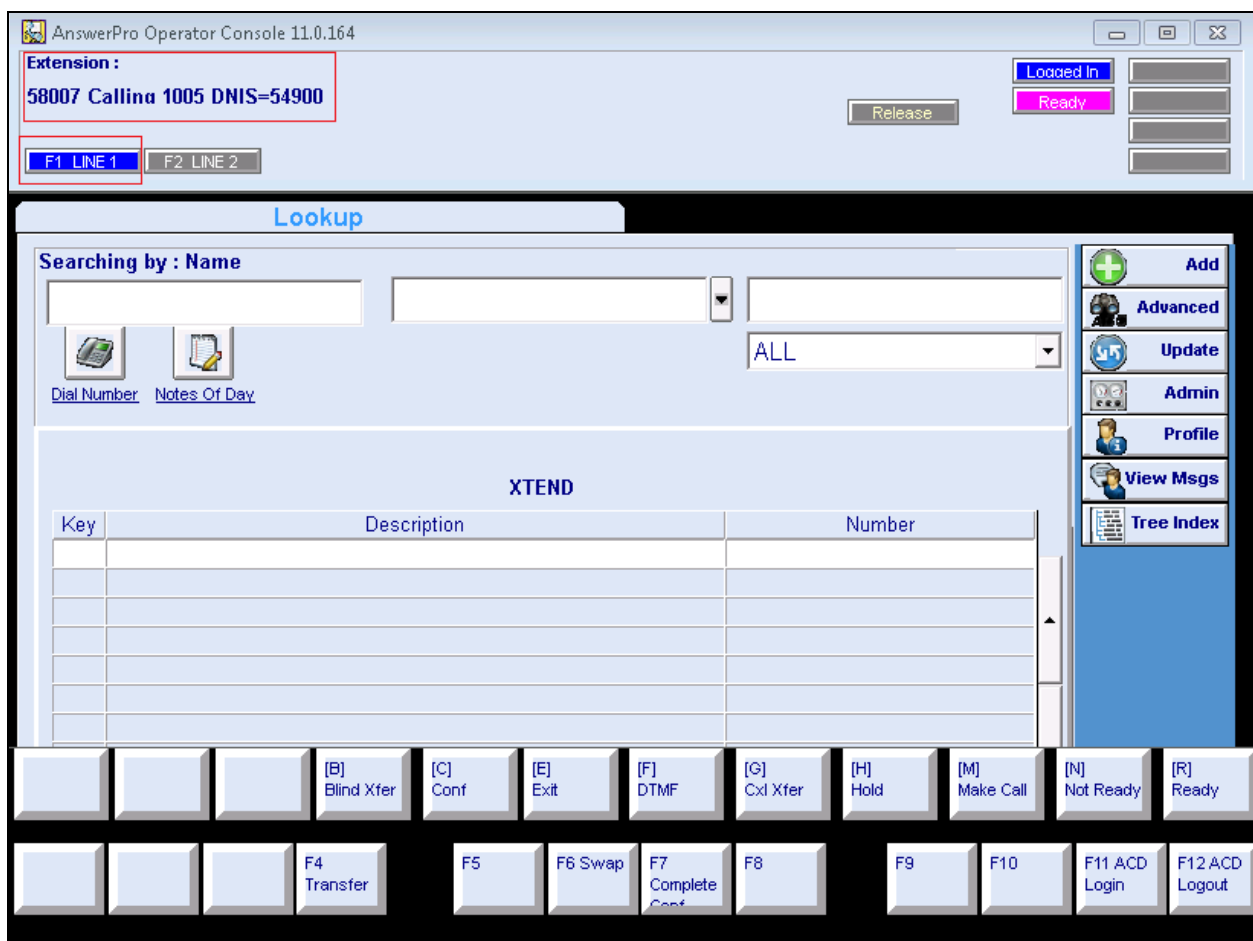 AnswerPro Operator Console 11.0.164
Extension :
58007 Calling 1005 DNIS=54900
Logged In
Release
Ready
F1 LINE 1
F2 LINE 2
Lookup
Searching by : Name
ALL
Dial Number
Notes Of Day
Add
Advanced
Update
Admin
Profile
View Msgs
Tree Index
XTEND
Key
Description
Number
[B]
Blind Xfer
[C]
Conf
[E]
Exit
[F]
DTMF
[G]
Cxl Xfer
[H]
Hold
[M]
Make Call
[N]
Not Ready
[R]
Ready
F4
Transfer
F5
F6 Swap
F7
Complete
Conf
F8
F9
F10
F11 ACD
Login
F12 ACD
Logout